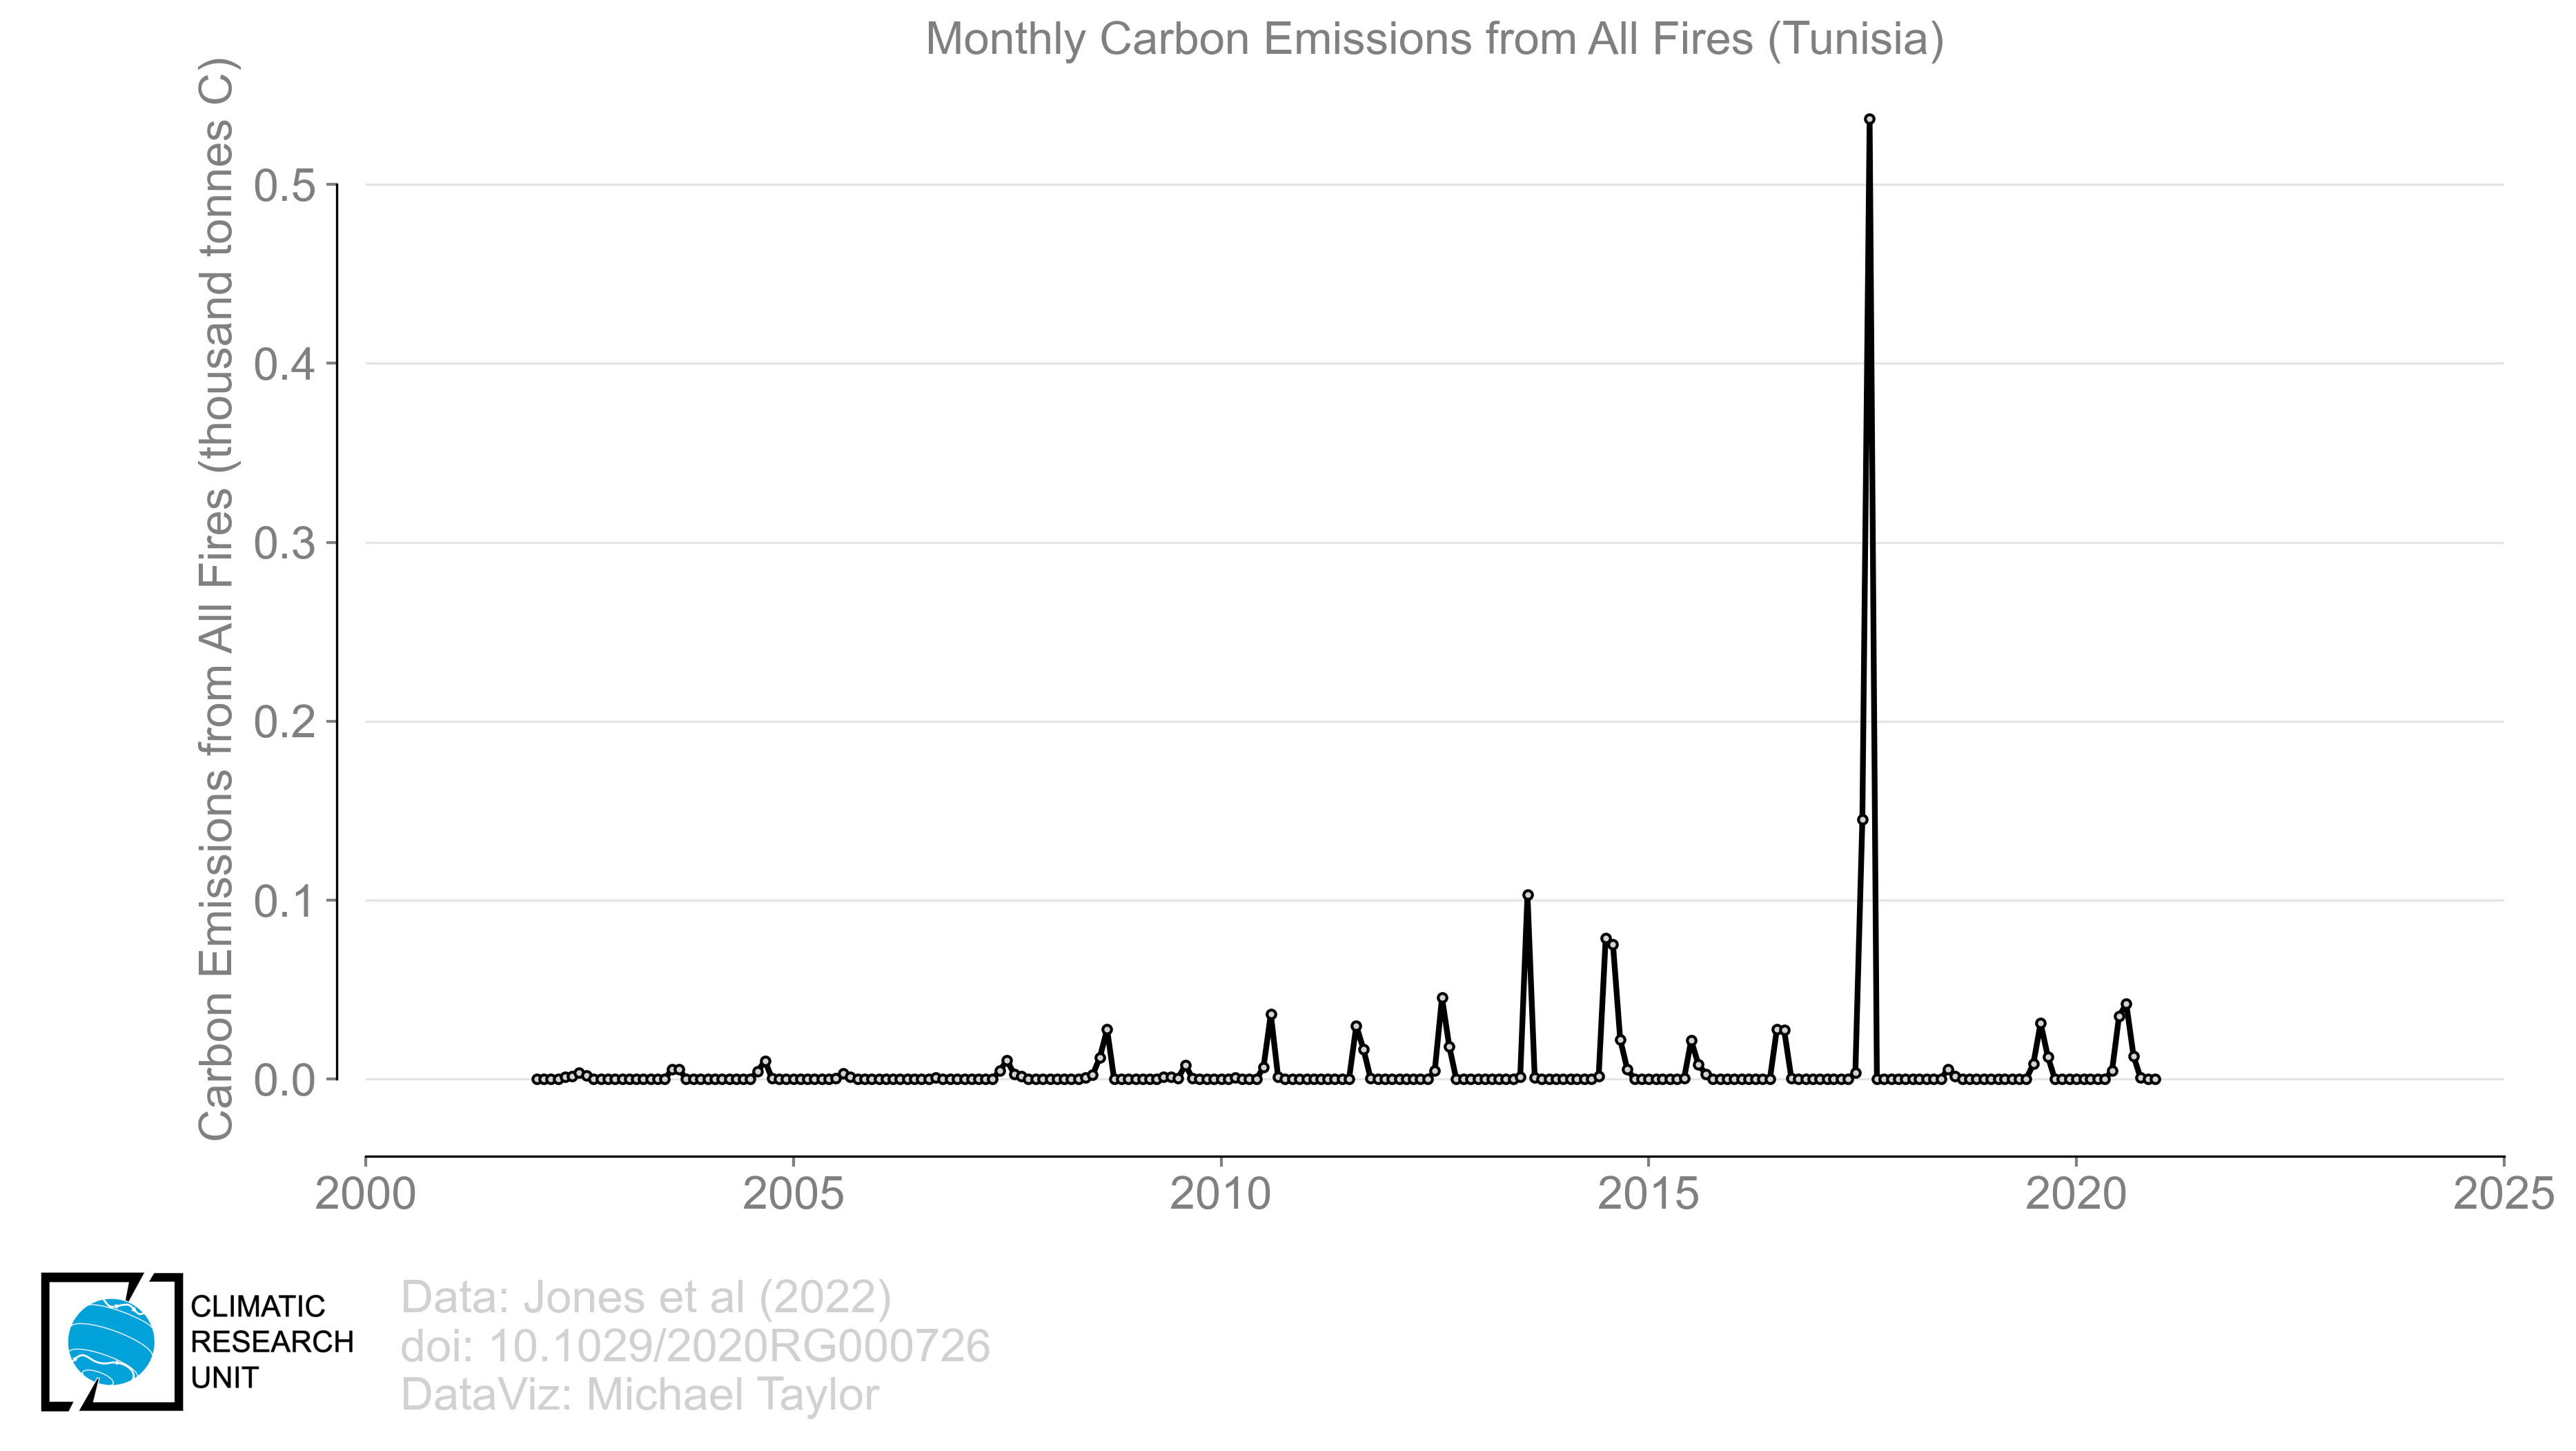 Monthly Carbon Emissions from All Fires (Tunisia)
Carbon Emissions from All Fires (thousand tonnes C)
0.5
0.4
0.3
0.2
0.1
0.0
2000
2005
2010
2015
2020
2025
CLIMATIC
RESEARCH
UNIT
Data: Jones et al (2022)
doi: 10.1029/2020RG000726
DataViz: Michael Taylor